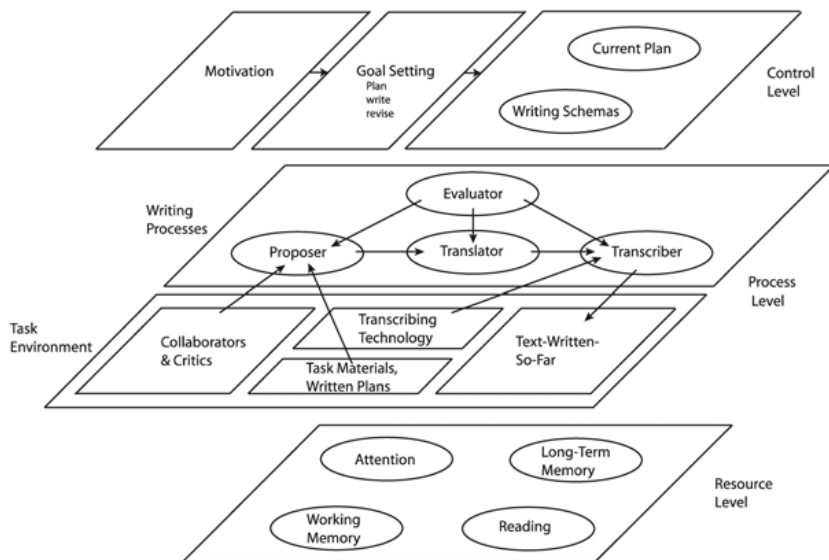 Motivation
Goal Setting
Plan
write
revise
Current Plan
Writing Schemas
Control
Level
Writing
Processes
Evaluator
Proposer
Translator
Transcriber
Process
Level
Task
Environment
Collaborators
& Critics
Transcribing
Technology
Task Materials,
Written Plans
Text-Written-
So-Far
Attention
Long-Term
Memory
Working
Memory
Reading
Resource
Level